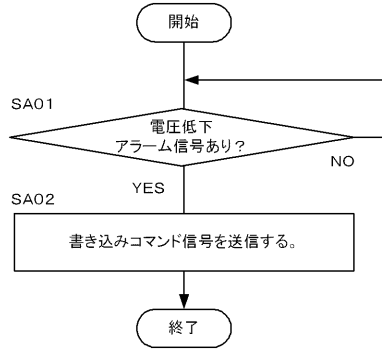 開始
SA01
電圧低下
アラーム信号あり?
NO
YES
SA02
書き込みコマンド信号を送信する。
終了